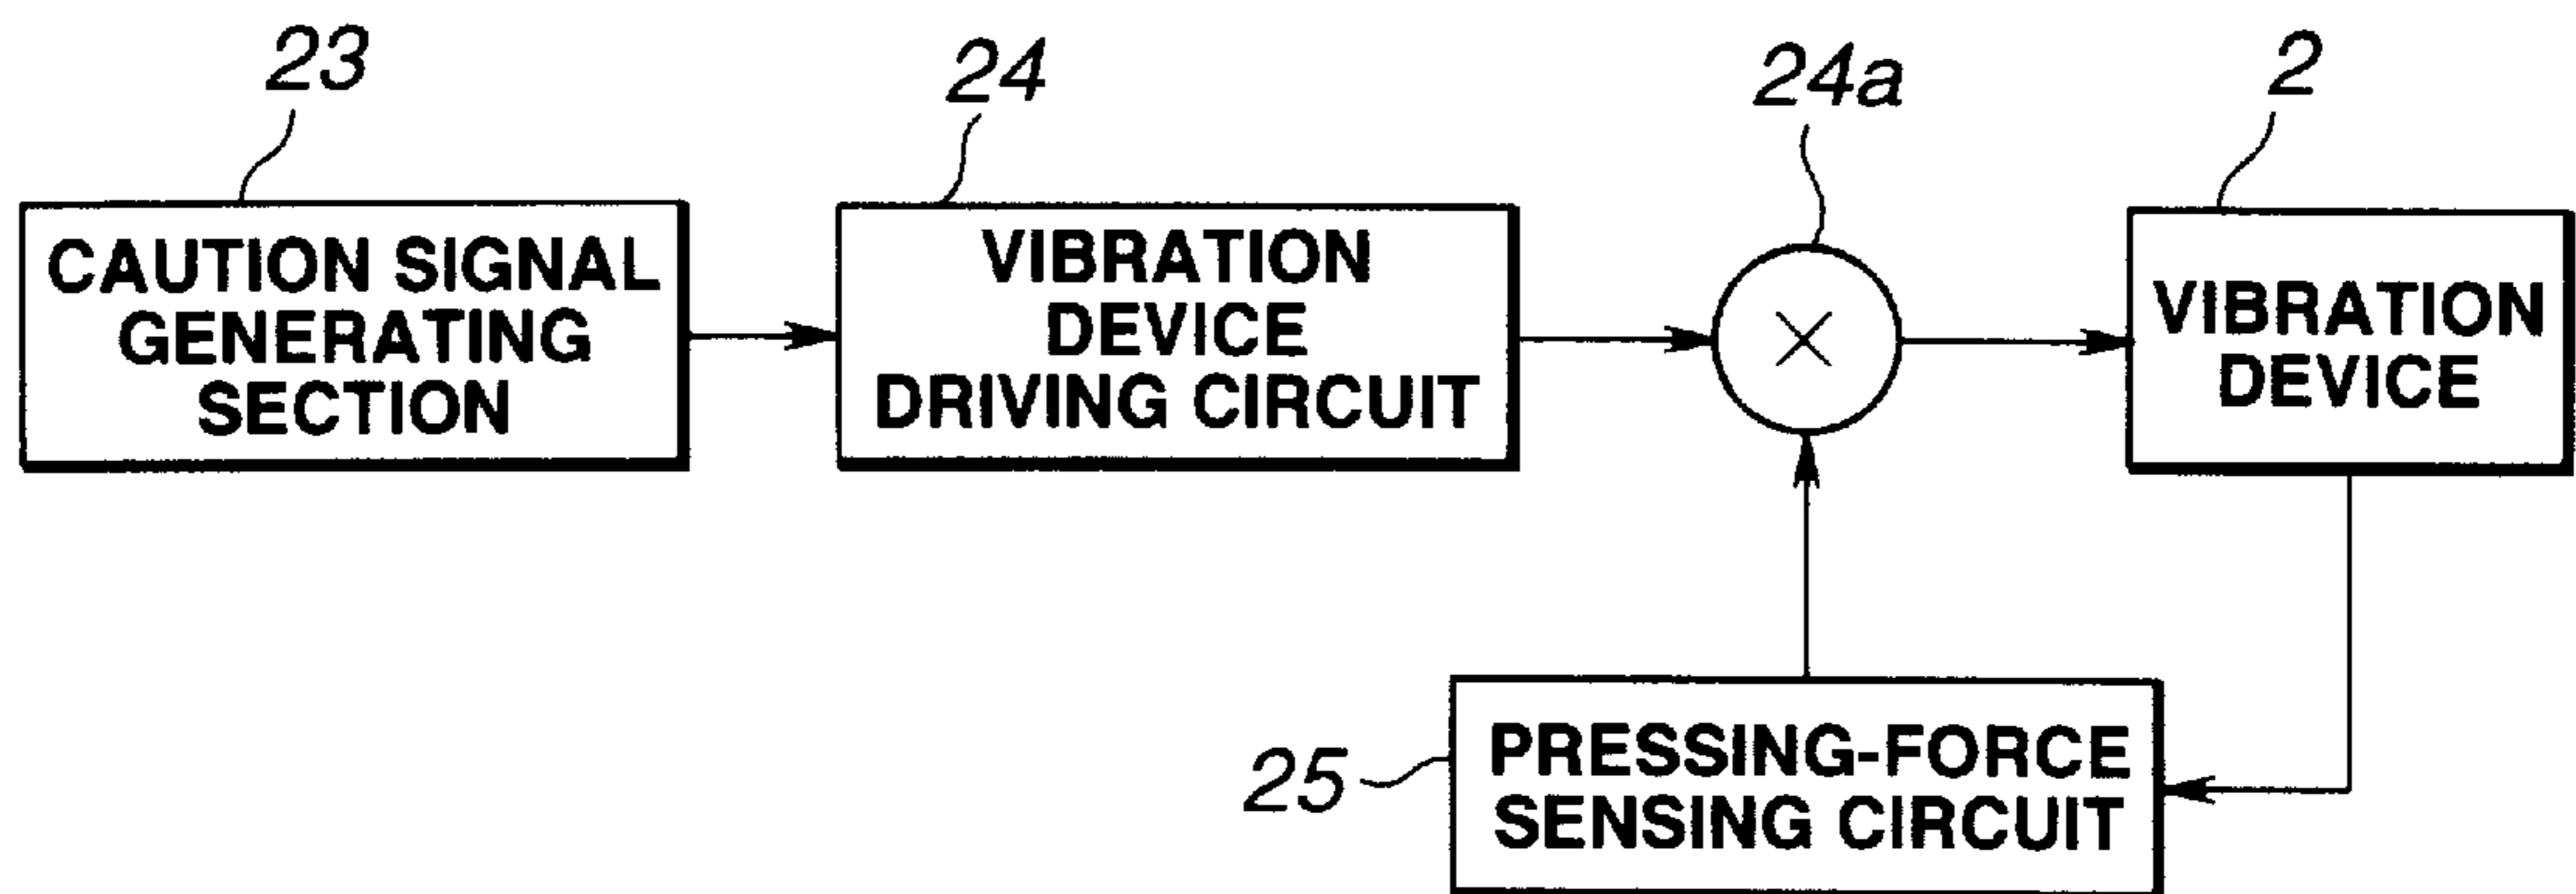 23
24
24a
2
CAUTION SIGNAL
GENERATING
SECTION
VIBRATION
DEVICE
DRIVING CIRCUIT
×
VIBRATION
DEVICE
25
PRESSING-FORCE
SENSING CIRCUIT